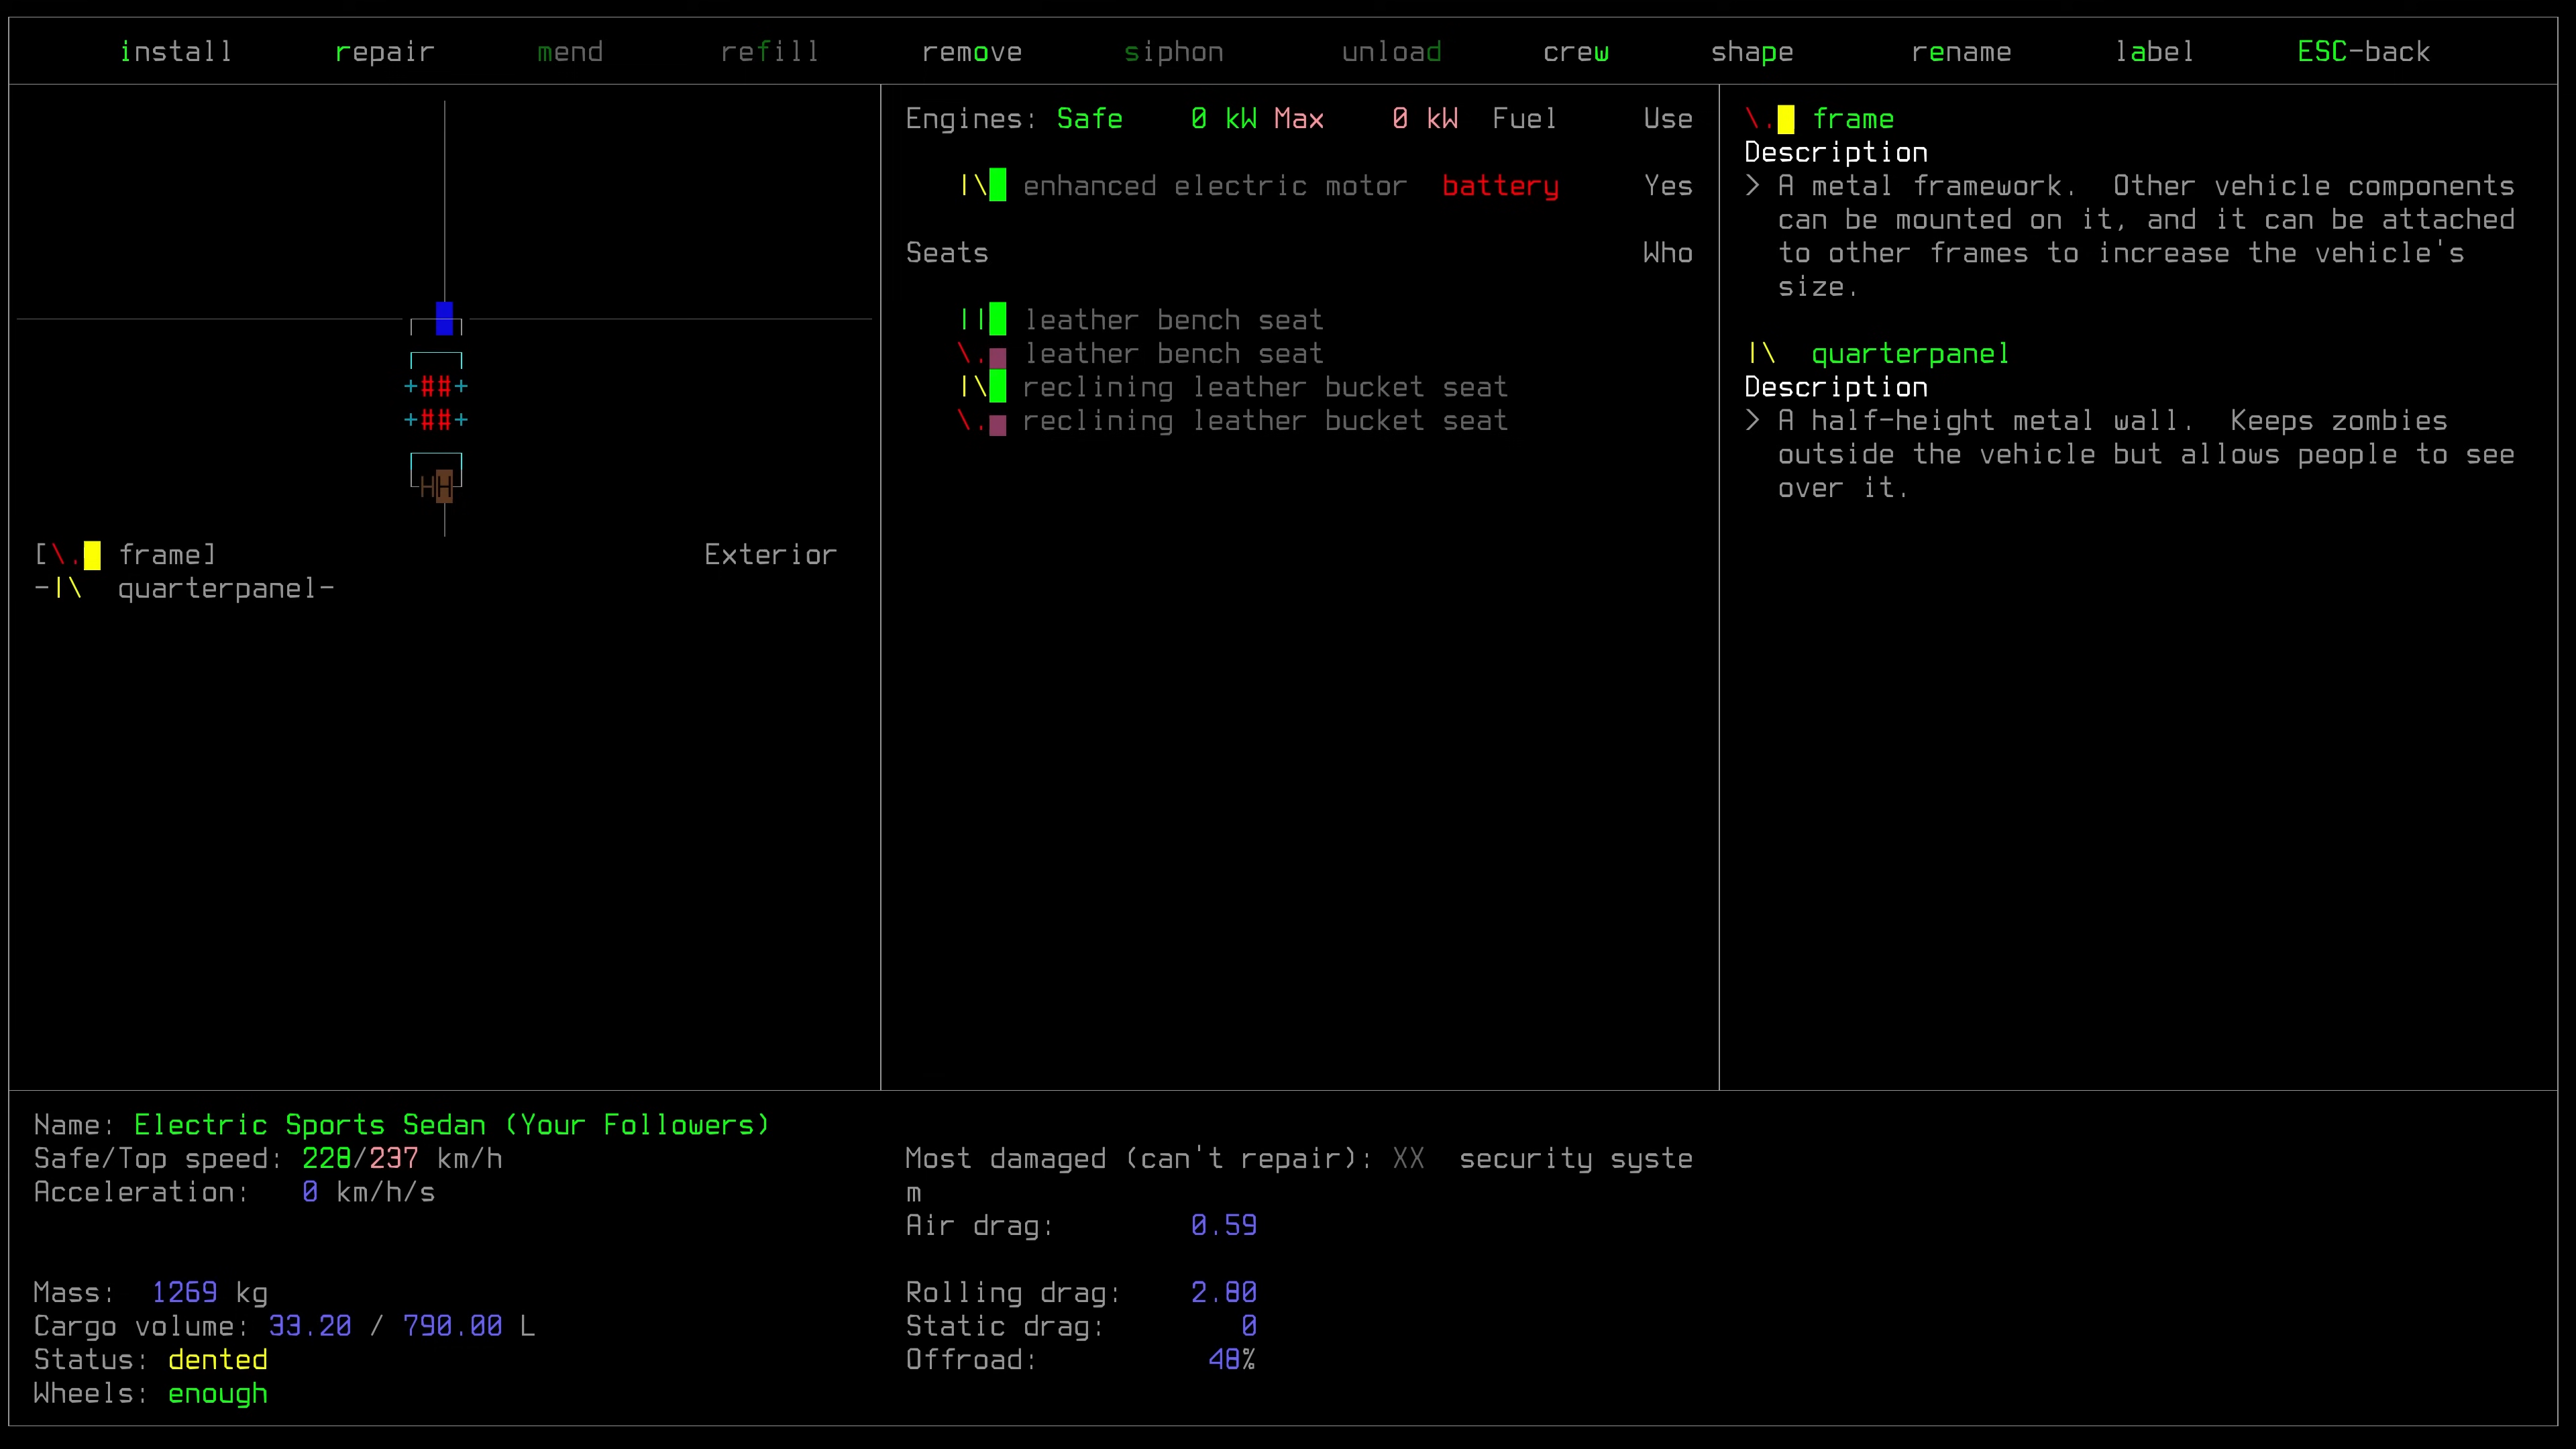 install repair mend refill remove siphon unload crew shape rename label ESC-back
Engines: Safe 0 kW Max 0 kW Fuel Use
|\ enhanced electric motor battery Yes
Seats Who
|| leather bench seat
\. leather bench seat
|\ reclining leather bucket seat
\. reclining leather bucket seat
+##+
+##+
HH
[\. frame] Exterior
-|\ quarterpanel-
\. frame
Description
> A metal framework. Other vehicle components
can be mounted on it, and it can be attached
to other frames to increase the vehicle's
size.
|\ quarterpanel
Description
> A half-height metal wall. Keeps zombies
outside the vehicle but allows people to see
over it.
Name: Electric Sports Sedan (Your Followers)
Safe/Top speed: 228/237 km/h
Acceleration: 0 km/h/s
Mass: 1269 kg
Cargo volume: 33.20 / 790.00 L
Status: dented
Wheels: enough
Most damaged (can't repair): XX security syste
m
Air drag: 0.59
Rolling drag: 2.80
Static drag: 0
Offroad: 48%